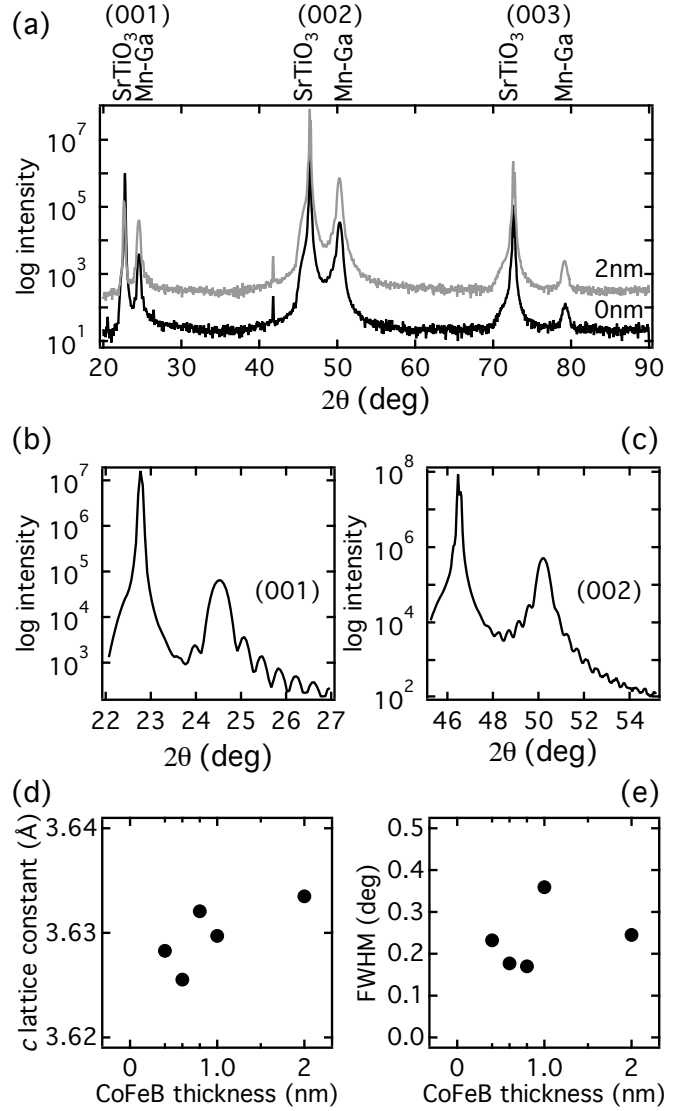 (a)
(001) (002) (003)
SrTiO3 Mn-Ga SrTiO3 Mn-Ga SrTiO3 Mn-Ga
log intensity
10^7
10^5
10^3
10^1
2nm
0nm
20 30 40 50 60 70 80 90
2θ (deg)
(b)
log intensity
10^7
10^6
10^5
10^4
10^3
(001)
22 23 24 25 26 27
2θ (deg)
(c)
log intensity
10^8
10^6
10^4
10^2
(002)
46 48 50 52 54
2θ (deg)
(d)
c lattice constant (Å)
3.64
3.63
3.62
0 1.0 2
CoFeB thickness (nm)
(e)
FWHM (deg)
0.5
0.4
0.3
0.2
0.1
0.0
0 1.0 2
CoFeB thickness (nm)